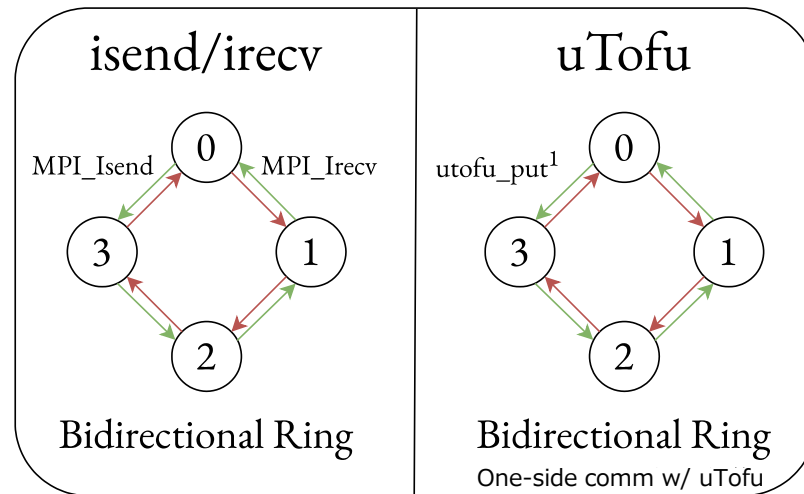 isend/irecv
0
MPI_Isend
MPI_Irecv
3
1
2
Bidirectional Ring
uTofu
0
utofu_put¹
3
1
2
Bidirectional Ring
One-side comm w/ uTofu